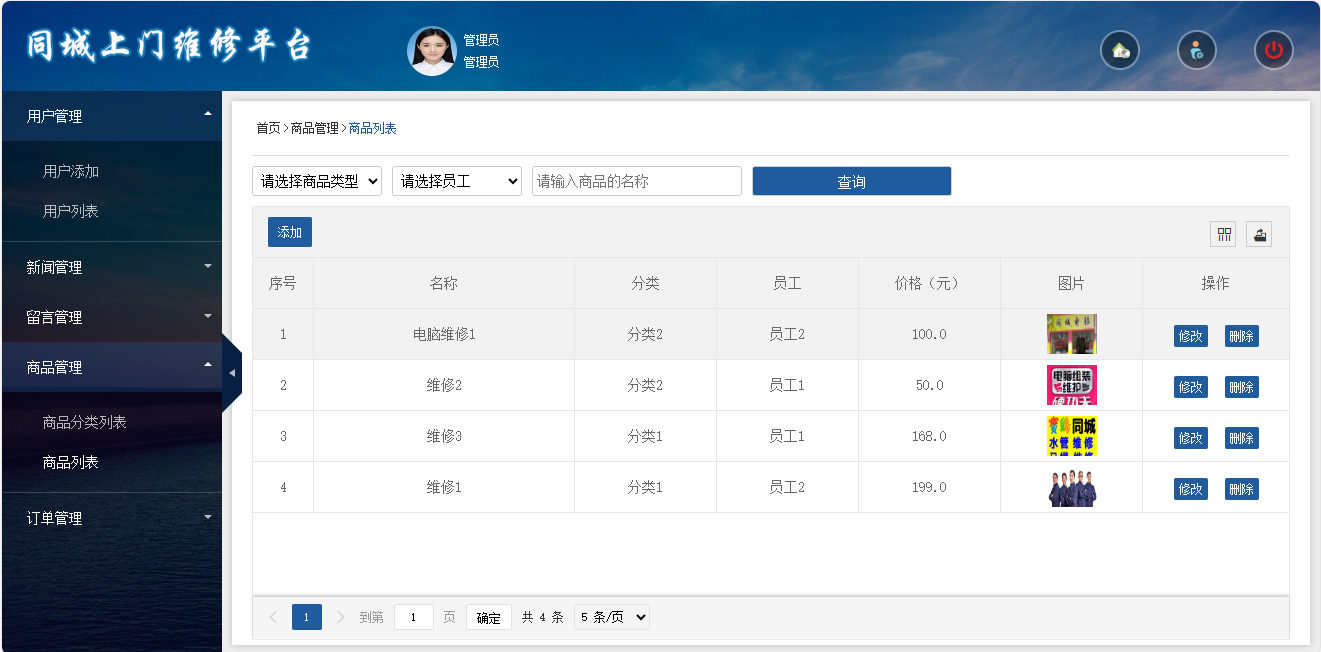 同城上门维修平台
管理员
管理员
用户管理
用户添加
用户列表
新闻管理
留言管理
商品管理
商品分类列表
商品列表
订单管理
首页>商品管理>商品列表
请选择商品类型 请选择员工 请输入商品的名称 查询
添加
序号 名称 分类 员工 价格（元） 图片 操作
1 电脑维修1 分类2 员工2 100.0 修改 删除
2 维修2 分类2 员工1 50.0 电脑组装 修改 删除
3 维修3 分类1 员工1 168.0 同城 水管维修 修改 删除
4 维修1 分类1 员工2 199.0 修改 删除
1 到第 1 页 确定 共 4 条 5 条/页